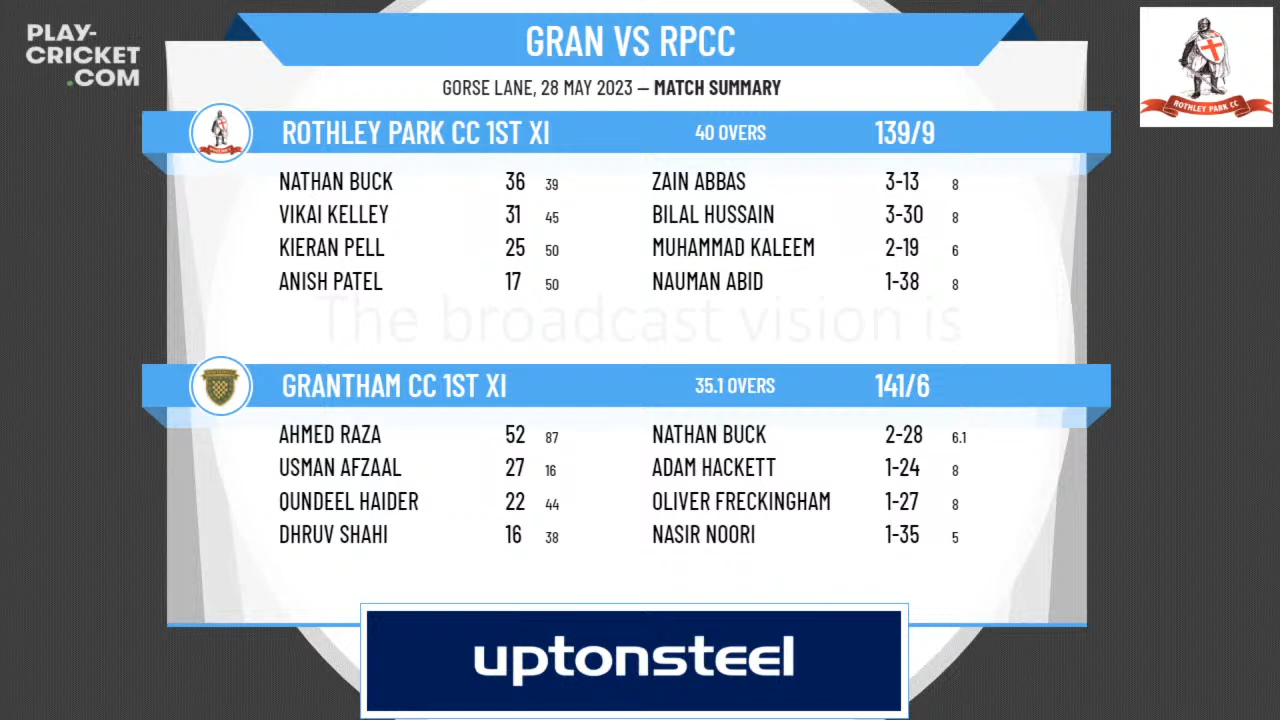 PLAY-
CRICKET
.COM
GRAN VS RPCC
GORSE LANE, 28 MAY 2023 – MATCH SUMMARY
ROTHLEY PARK CC
ROTHLEY PARK CC 1ST XI 40 OVERS 139/9
NATHAN BUCK 36 39 ZAIN ABBAS 3-13 8
VIKAI KELLEY 31 45 BILAL HUSSAIN 3-30 8
KIERAN PELL 25 50 MUHAMMAD KALEEM 2-19 6
ANISH PATEL 17 50 NAUMAN ABID 1-38 8
The broadcast vision is
GRANTHAM CC 1ST XI 35.1 OVERS 141/6
AHMED RAZA 52 87 NATHAN BUCK 2-28 6.1
USMAN AFZAAL 27 16 ADAM HACKETT 1-24 8
QUNDEEL HAIDER 22 44 OLIVER FRECKINGHAM 1-27 8
DHRUV SHAHI 16 38 NASIR NOORI 1-35 5
uptonsteel